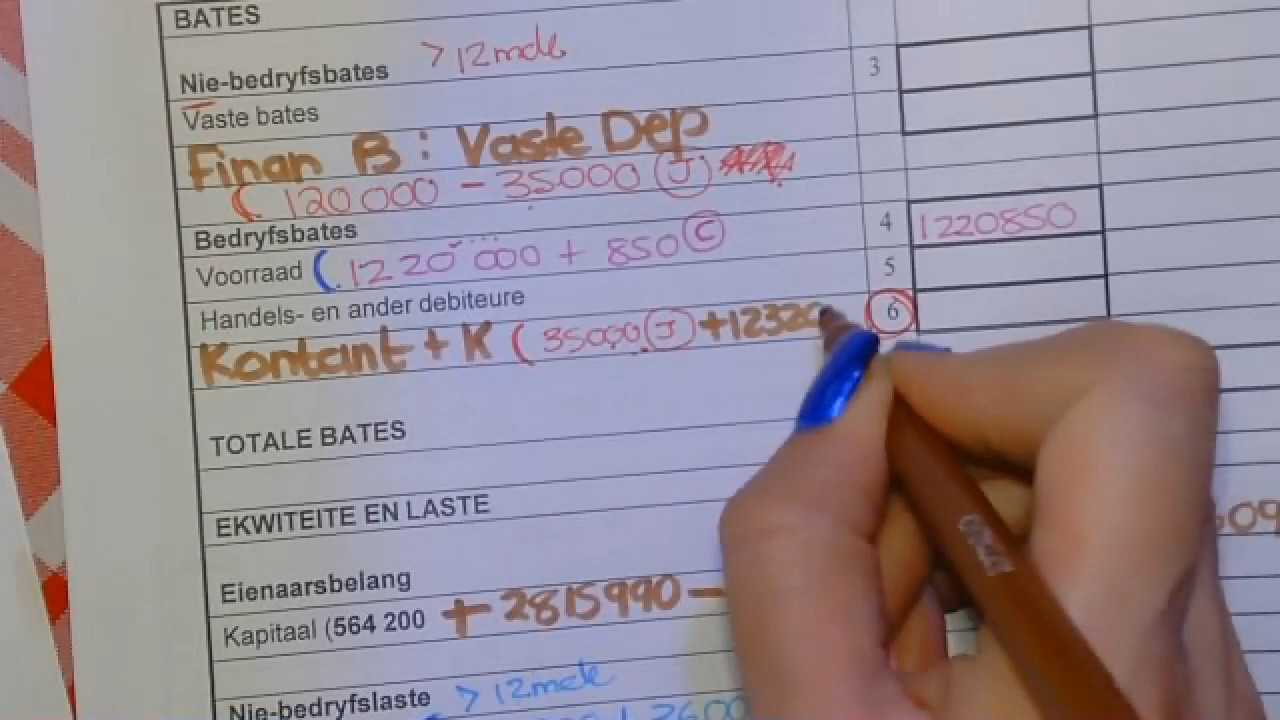 BATES
Nie-bedryfsbates > 12mde
3
Vaste bates
Finan B : Vaste Dep
( 120 000 - 35000 (J)
Bedryfsbates
Voorraad ( 1220 000 + 850 (C) 4 1220850
Handels- en ander debiteure 5
Kontant + K ( 35000 (J) +1232 6
TOTALE BATES
EKWITEITE EN LASTE
Eienaarsbelang
Kapitaal (564 200 + 2815990 -
Nie-bedryfslaste > 12mde